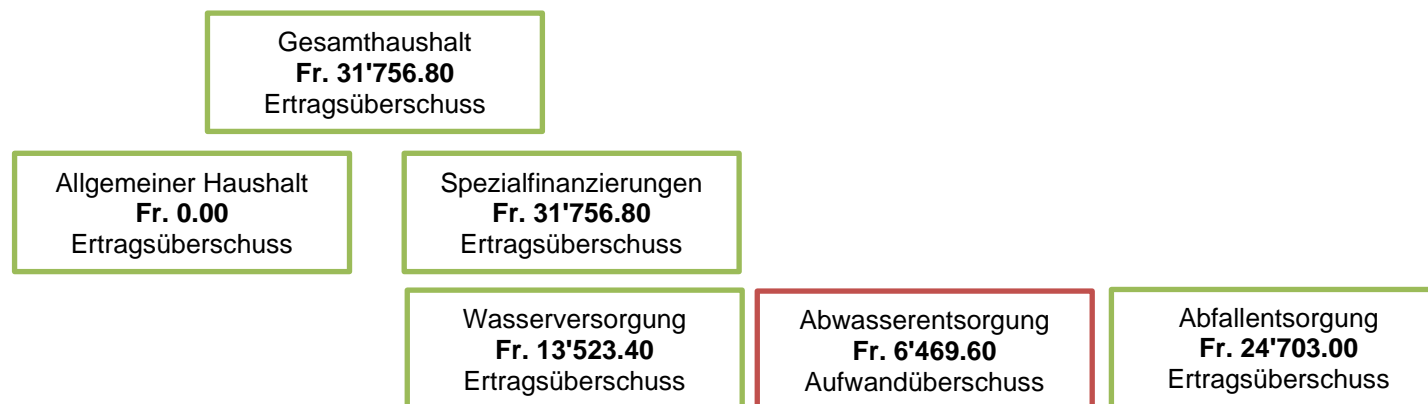 Gesamthaushalt
Fr. 31'756.80
Ertragsüberschuss
Allgemeiner Haushalt
Fr. 0.00
Ertragsüberschuss
Spezialfinanzierungen
Fr. 31'756.80
Ertragsüberschuss
Wasserversorgung
Fr. 13'523.40
Ertragsüberschuss
Abwasserentsorgung
Fr. 6'469.60
Aufwandüberschuss
Abfallentsorgung
Fr. 24'703.00
Ertragsüberschuss